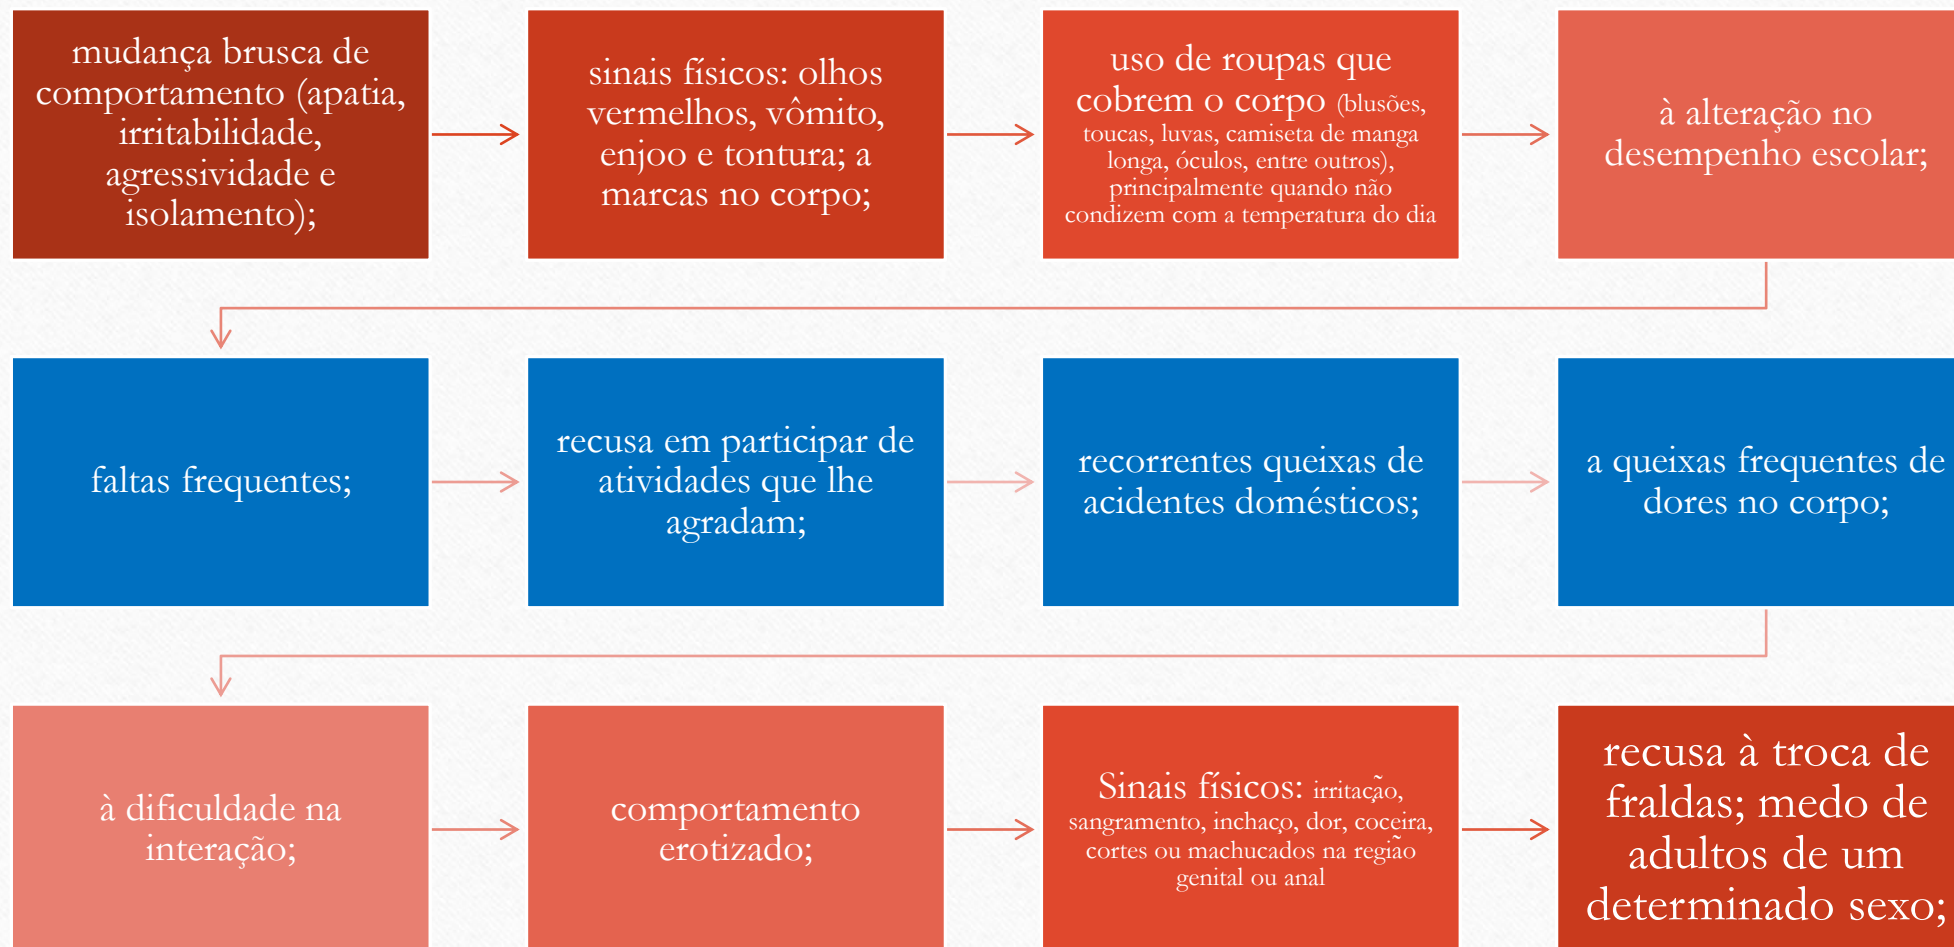 mudança brusca de
comportamento (apatia,
irritabilidade,
agressividade e
isolamento);
sinais físicos: olhos
vermelhos, vômito,
enjoo e tontura; a
marcas no corpo;
uso de roupas que
cobrem o corpo (blusões,
toucas, luvas, camiseta de manga
longa, óculos, entre outros),
principalmente quando não
condizem com a temperatura do dia
à alteração no
desempenho escolar;
faltas frequentes;
recusa em participar de
atividades que lhe
agradam;
recorrentes queixas de
acidentes domésticos;
a queixas frequentes de
dores no corpo;
à dificuldade na
interação;
comportamento
erotizado;
Sinais físicos: irritação,
sangramento, inchaço, dor, coceira,
cortes ou machucados na região
genital ou anal
recusa à troca de
fraldas; medo de
adultos de um
determinado sexo;